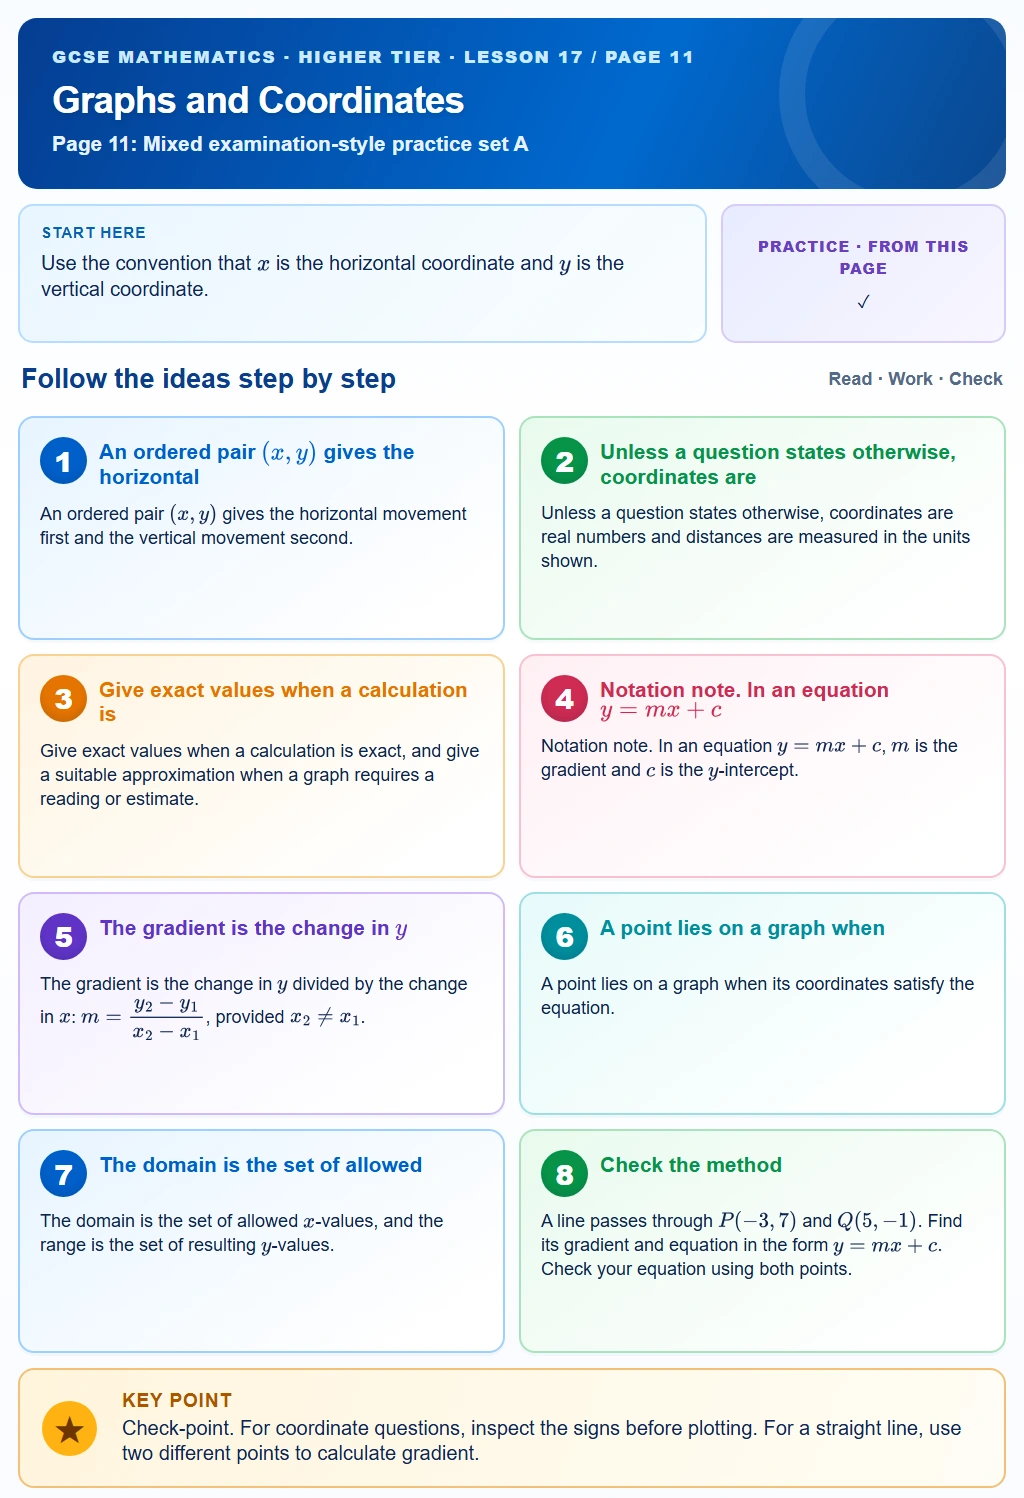 GCSE MATHEMATICS · HIGHER TIER · LESSON 17 / PAGE 11
Graphs and Coordinates
Page 11: Mixed examination-style practice set A
START HERE
Use the convention that x is the horizontal coordinate and y is the
vertical coordinate.
PRACTICE · FROM THIS
PAGE
✓
Follow the ideas step by step
Read · Work · Check
1
An ordered pair (x, y) gives the
horizontal
An ordered pair (x, y) gives the horizontal movement
first and the vertical movement second.
2
Unless a question states otherwise,
coordinates are
Unless a question states otherwise, coordinates are
real numbers and distances are measured in the units
shown.
3
Give exact values when a calculation
is
Give exact values when a calculation is exact, and give
a suitable approximation when a graph requires a
reading or estimate.
4
Notation note. In an equation
y = mx + c
Notation note. In an equation y = mx + c, m is the
gradient and c is the y-intercept.
5
The gradient is the change in y
The gradient is the change in y divided by the change
in x: m = \frac{y_2 − y_1}{x_2 − x_1}, provided x_2 ≠ x_1.
6
A point lies on a graph when
A point lies on a graph when its coordinates satisfy the
equation.
7
The domain is the set of allowed
The domain is the set of allowed x-values, and the
range is the set of resulting y-values.
8
Check the method
A line passes through P(−3, 7) and Q(5, −1). Find
its gradient and equation in the form y = mx + c.
Check your equation using both points.
★
KEY POINT
Check-point. For coordinate questions, inspect the signs before plotting. For a straight line, use
two different points to calculate gradient.